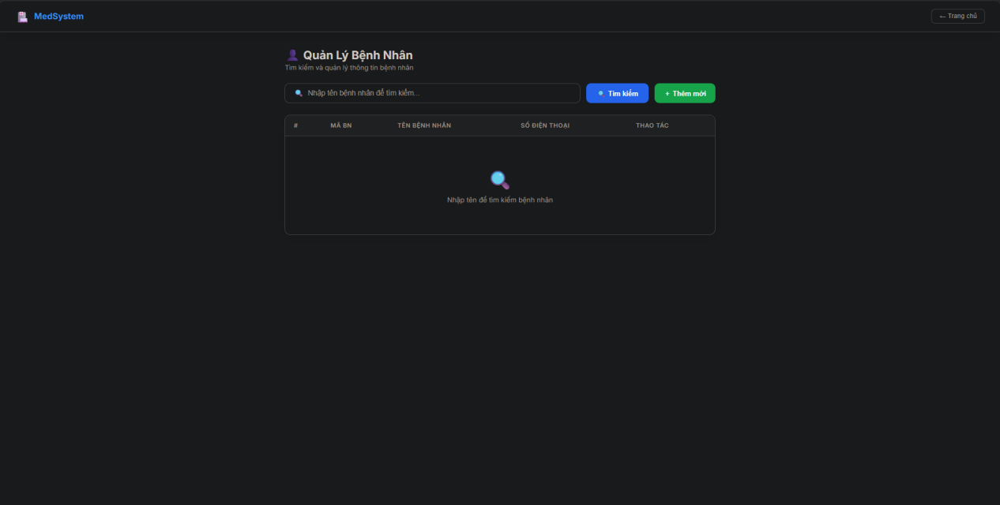 MedSystem
← Trang chủ
Quản Lý Bệnh Nhân
Tìm kiếm và quản lý thông tin bệnh nhân
Nhập tên bệnh nhân để tìm kiếm...
Tìm kiếm
+ Thêm mới
# MÃ BN TÊN BỆNH NHÂN SỐ ĐIỆN THOẠI THAO TÁC
Nhập tên để tìm kiếm bệnh nhân